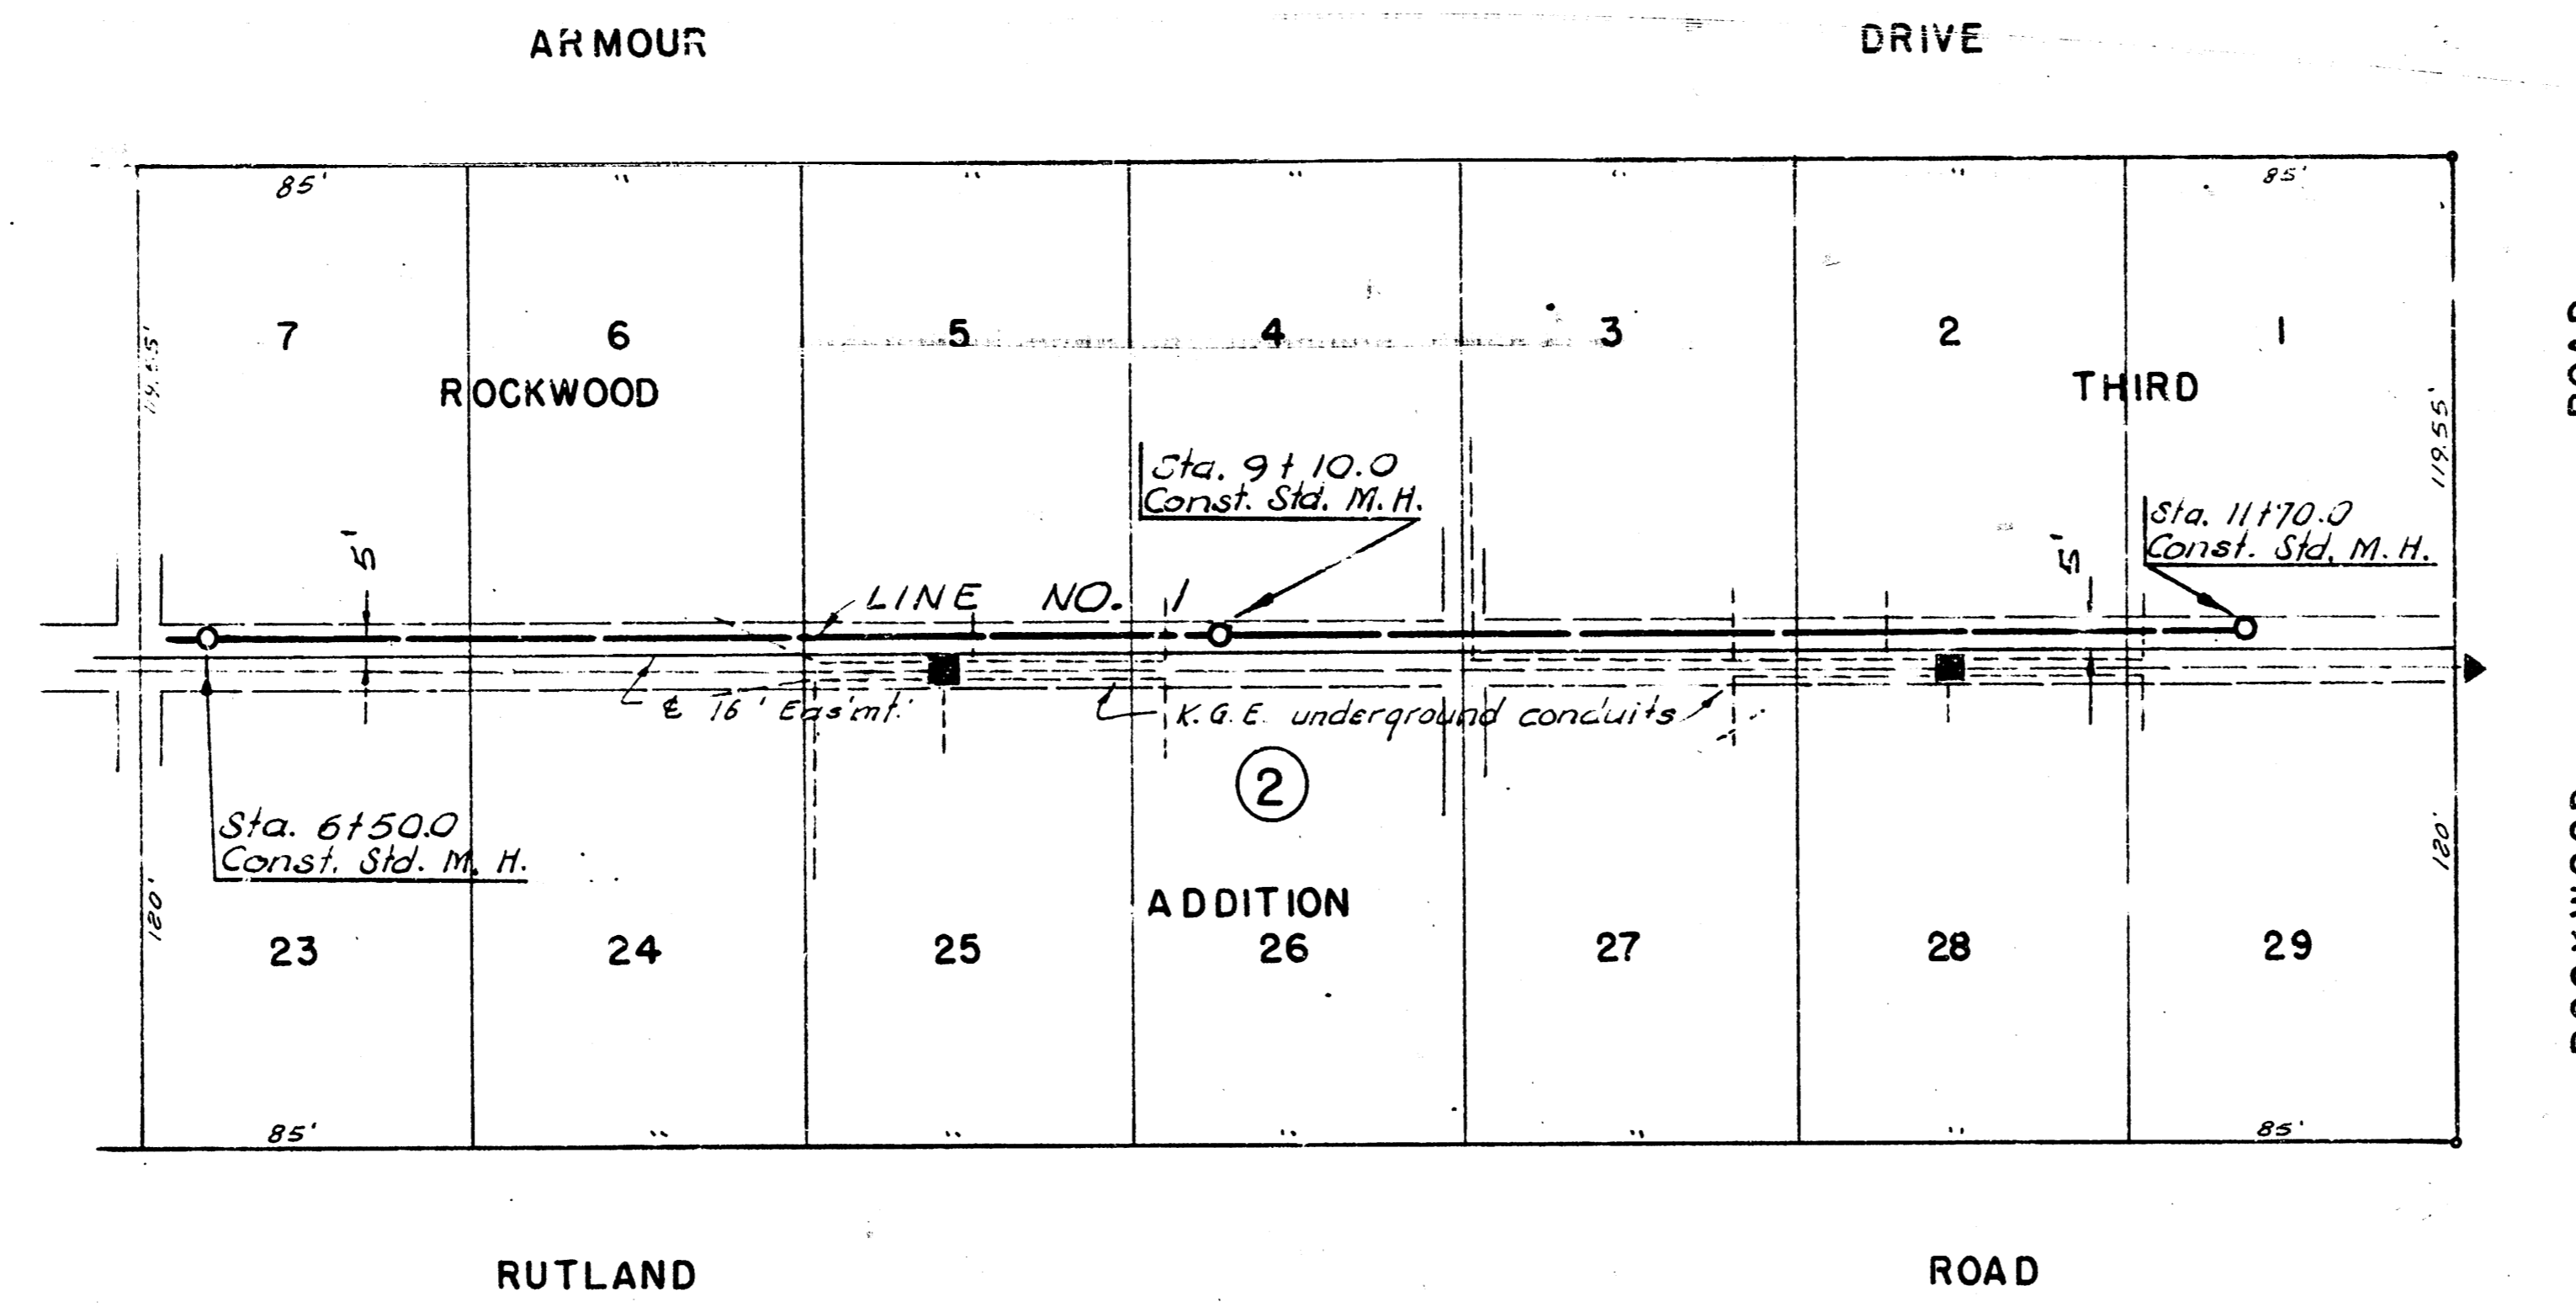 ARMOUR DRIVE
85' " " " " " 85'
7 6 5 4 3 2 1
119.55' ROCKWOOD THIRD 119.55'
Sta. 9+10.0
Const. Std. M.H.
Sta. 11+70.0
Const. Std. M.H.
5' 5'
LINE NO. 1
℄ 16' Eas'mt.
K.G.E. underground conduits
2
Sta. 6+50.0
Const. Std. M.H.
120' 120'
ADDITION
23 24 25 26 27 28 29
85' " " " " " 85'
RUTLAND ROAD